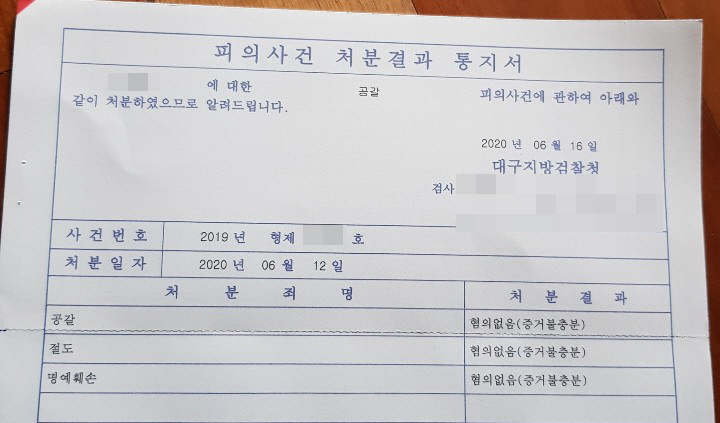 피의사건 처분결과 통지서
에 대한 공갈 피의사건에 관하여 아래와
같이 처분하였으므로 알려드립니다.
2020 년 06 월 16 일
대구지방검찰청
검사
사건번호 2019 년 형제 호
처분일자 2020 년 06 월 12 일
처 분 죄 명 처 분 결 과
공갈 혐의없음(증거불충분)
절도 혐의없음(증거불충분)
명예훼손 혐의없음(증거불충분)